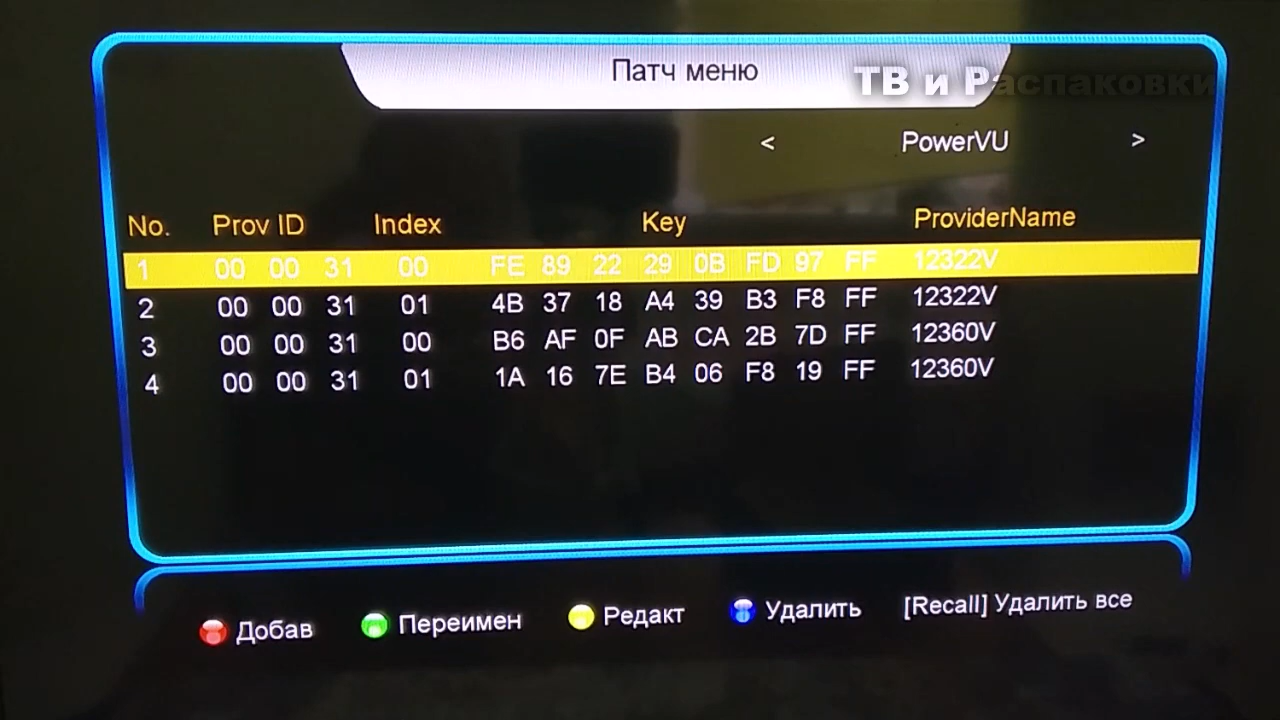 Патч меню
ТВ и Распаковки
< PowerVU >
No. Prov ID Index Key ProviderName
1 00 00 31 00 FE 89 22 29 0B FD 97 FF 12322V
2 00 00 31 01 4B 37 18 A4 39 B3 F8 FF 12322V
3 00 00 31 00 B6 AF 0F AB CA 2B 7D FF 12360V
4 00 00 31 01 1A 16 7E B4 06 F8 19 FF 12360V
Добав Переимен Редакт Удалить [Recall] Удалить все